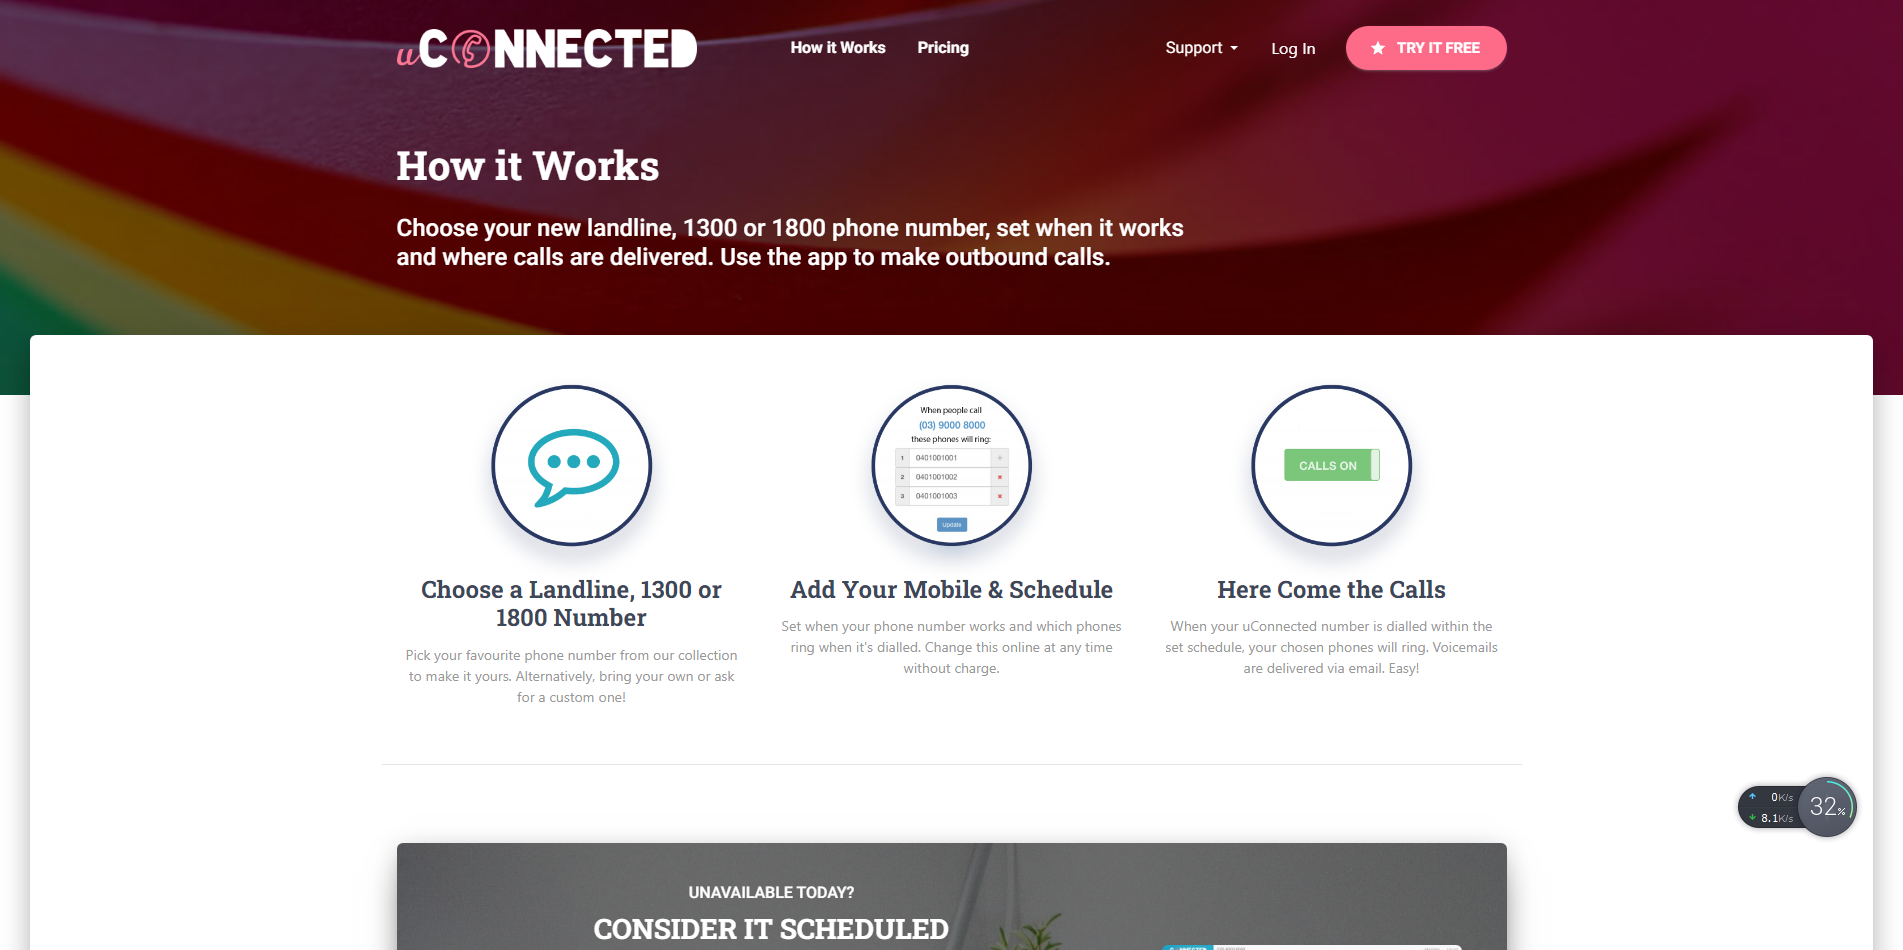 uCONNECTED
How it Works
Pricing
Support
Log In
TRY IT FREE
How it Works
Choose your new landline, 1300 or 1800 phone number, set when it works
and where calls are delivered. Use the app to make outbound calls.
When people call
(03) 9000 8000
these phones will ring:
1 0401001001
2 0401001002
3 0401001003
Update
CALLS ON
Choose a Landline, 1300 or
1800 Number
Pick your favourite phone number from our collection
to make it yours. Alternatively, bring your own or ask
for a custom one!
Add Your Mobile & Schedule
Set when your phone number works and which phones
ring when it's dialled. Change this online at any time
without charge.
Here Come the Calls
When your uConnected number is dialled within the
set schedule, your chosen phones will ring. Voicemails
are delivered via email. Easy!
0K/s
8.1K/s
32%
UNAVAILABLE TODAY?
CONSIDER IT SCHEDULED